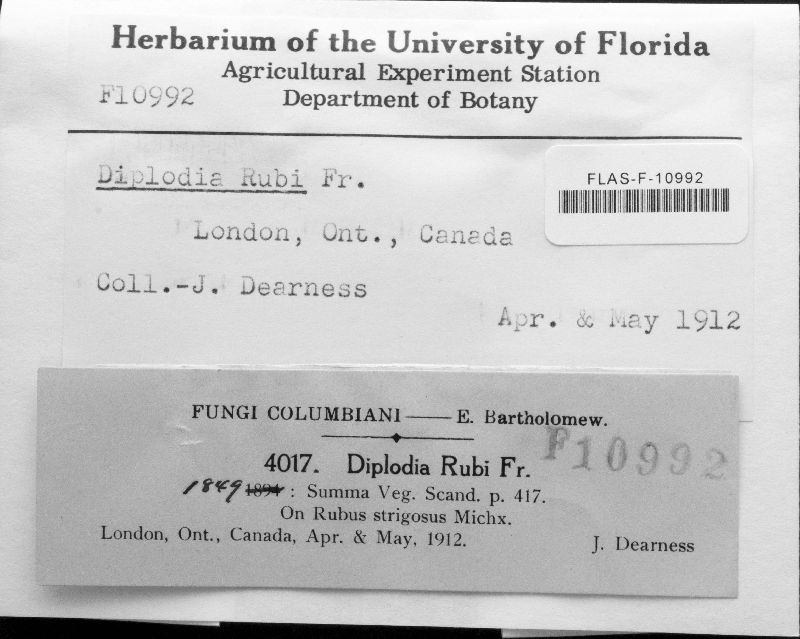 Herbarium of the University of Florida
Agricultural Experiment Station
F10992
Department of Botany
Diplodia Rubi Fr.
FLAS-F-10992
London, Ont., Canada
Coll.-J. Dearness
Apr. & May 1912
FUNGI COLUMBIANI — E. Bartholomew.
F10992
4017. Diplodia Rubi Fr.
1849 1894 : Summa Veg. Scand. p. 417.
On Rubus strigosus Michx.
London, Ont., Canada, Apr. & May, 1912.
J. Dearness